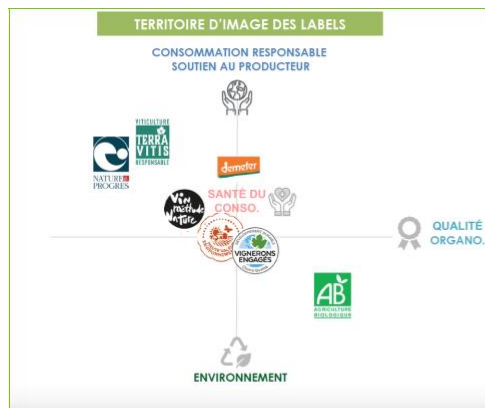 TERRITOIRE D'IMAGE DES LABELS
CONSOMMATION RESPONSABLE
SOUTIEN AU PRODUCTEUR
VITICULTURE
TERRA
VITIS
RESPONSABLE
NATURE &
PROGRES
demeter
SANTÉ DU
CONSO.
Vin
méthode
Nature
QUALITÉ
ORGANO.
VIGNERONS
ENGAGÉS
AB
AGRICULTURE
BIOLOGIQUE
ENVIRONNEMENT